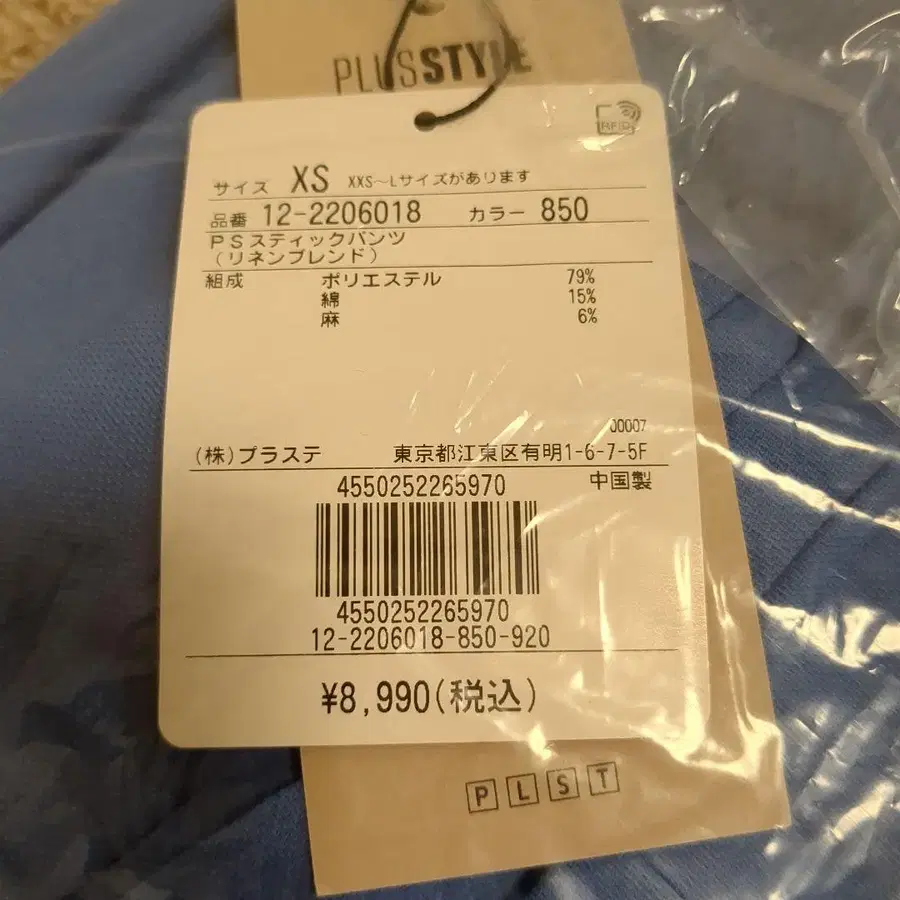 PLUSSTYLE
RFID
サイズ XS XXS～Lサイズがあります
品番 12-2206018 カラー 850
PSスティックパンツ
(リネンブレンド)
組成 ポリエステル 79%
綿 15%
麻 6%
00007
(株)プラステ 東京都江東区有明1-6-7-5F
4550252265970 中国製
4550252265970
12-2206018-850-920
¥8,990(税込)
PLST